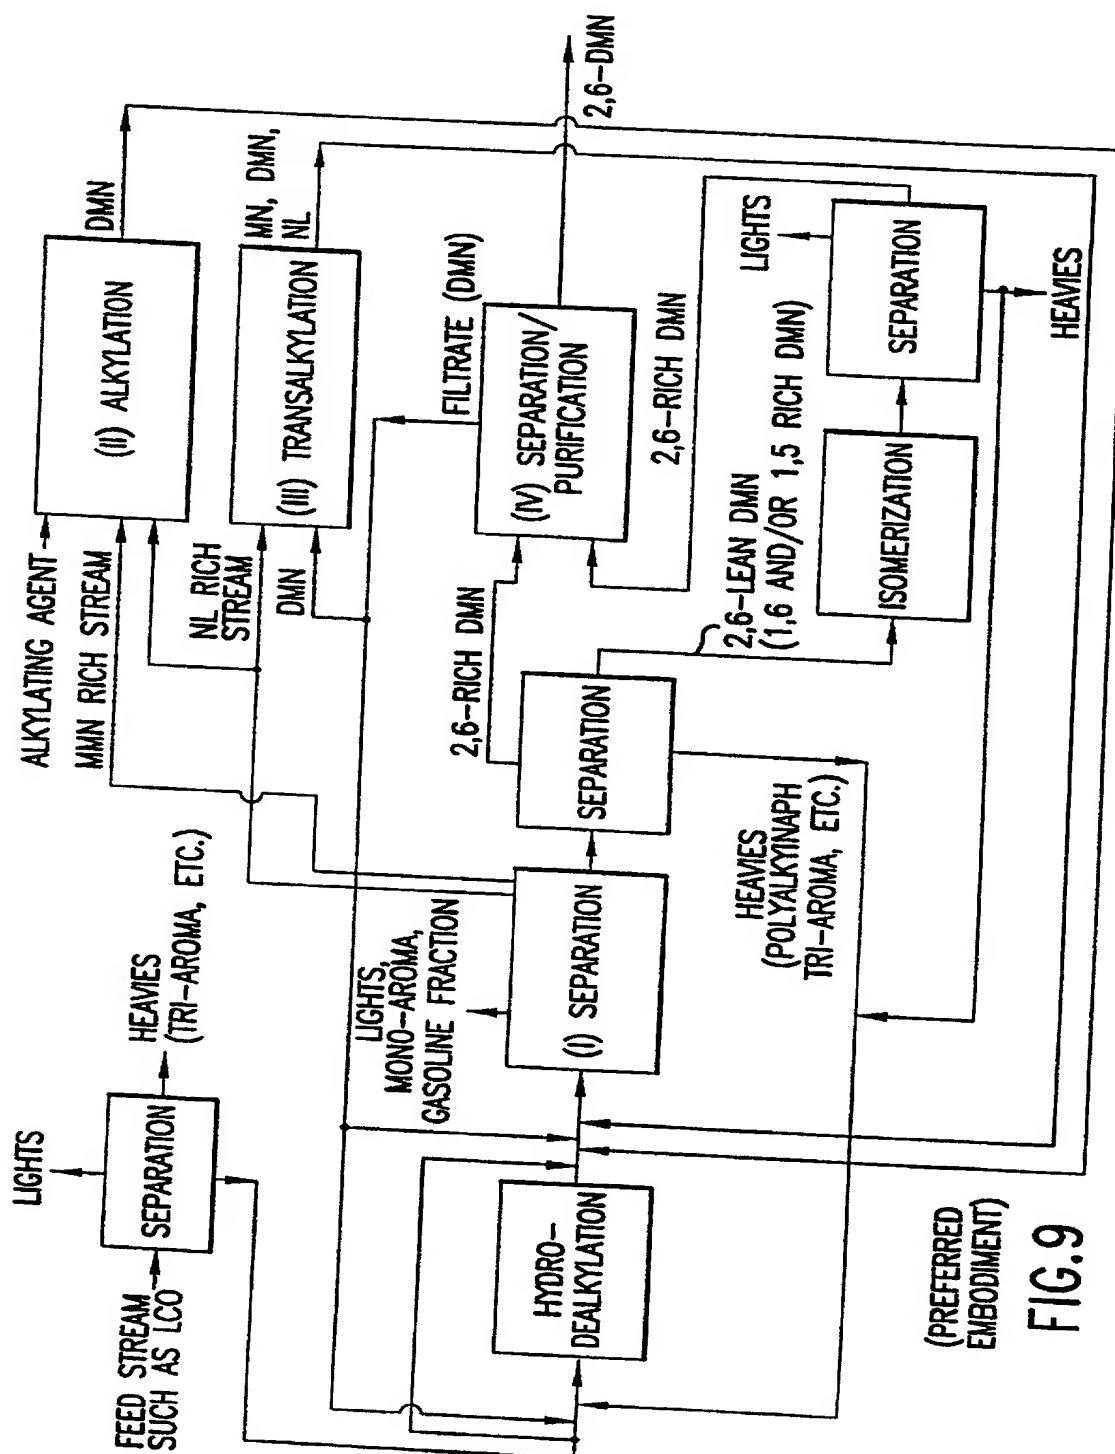 FEED STREAM
SUCH AS LCO
SEPARATION
LIGHTS
HEAVIES
(TRI-AROMA, ETC.)
ALKYLATING AGENT
MMN RICH STREAM
(II) ALKYLATION
DMN
NL RICH
STREAM
DMN
(III) TRANSALKYLATION
MN, DMN,
NL
FILTRATE (DMN)
(IV) SEPARATION/
PURIFICATION
2,6-DMN
2,6-RICH DMN
2,6-RICH DMN
LIGHTS,
MONO-AROMA,
GASOLINE FRACTION
HYDRO-
DEALKYLATION
(I) SEPARATION
SEPARATION
2,6-LEAN DMN
(1,6 AND/OR 1,5 RICH DMN)
ISOMERIZATION
SEPARATION
LIGHTS
HEAVIES
HEAVIES
(POLYALKYINAPH
TRI-AROMA, ETC.)
(PREFERRED
EMBODIMENT)
FIG.9